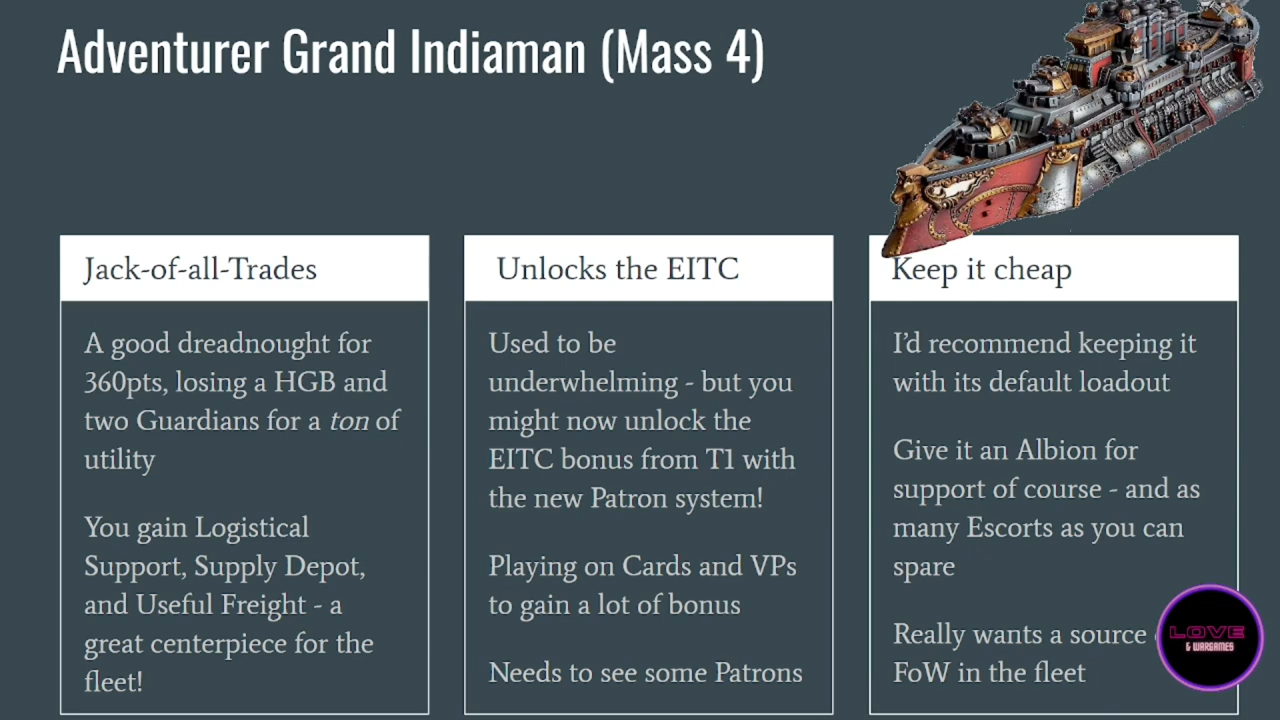 Adventurer Grand Indiaman (Mass 4)
Jack-of-all-Trades
A good dreadnought for
360pts, losing a HGB and
two Guardians for a ton of
utility
You gain Logistical
Support, Supply Depot,
and Useful Freight - a
great centerpiece for the
fleet!
Unlocks the EITC
Used to be
underwhelming - but you
might now unlock the
EITC bonus from T1 with
the new Patron system!
Playing on Cards and VPs
to gain a lot of bonus
Needs to see some Patrons
Keep it cheap
I’d recommend keeping it
with its default loadout
Give it an Albion for
support of course - and as
many Escorts as you can
spare
Really wants a source
FoW in the fleet
LOVE
& WARGAMES